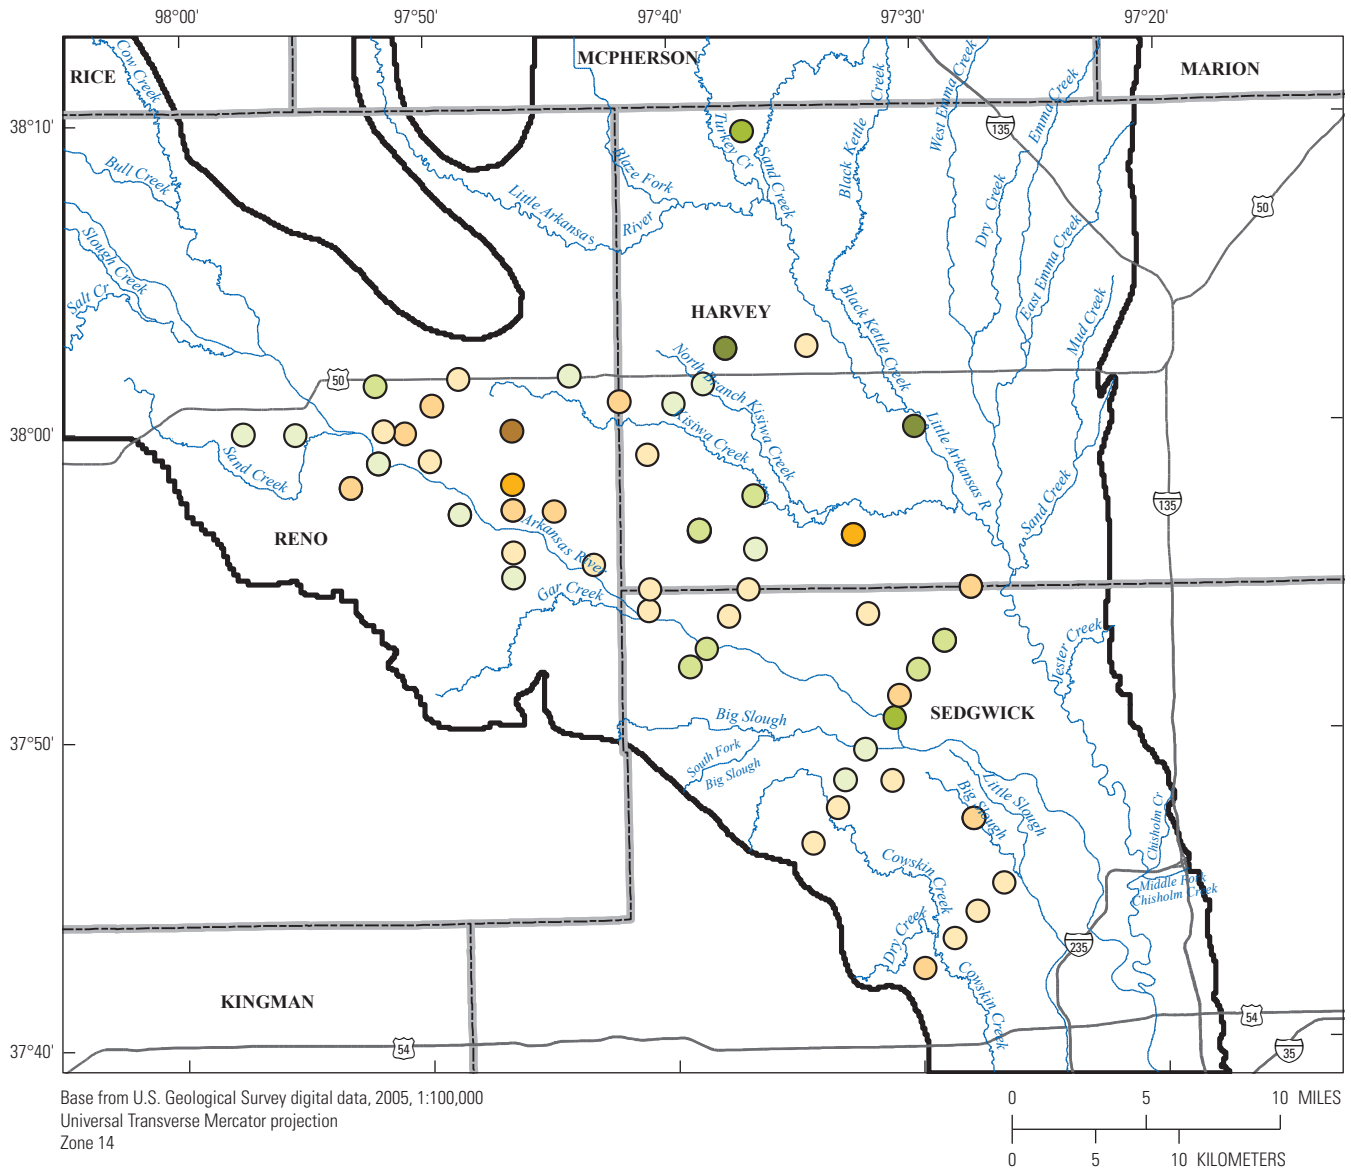 98°00'
97°50'
97°40'
97°30'
97°20'
RICE
MCPHERSON
MARION
Cow Creek
38°10'
135
Turkey Cr
Sand Creek
Black Kettle
Creek
West Emma Creek
Emma Creek
Dry Creek
East Emma Creek
Mud Creek
50
Bull Creek
Blaze Fork
Little Arkansas
River
Slough Creek
Salt Cr
HARVEY
Black Kettle Creek
50
North Branch Kisiwa Creek
Kisiwa Creek
38°00'
Sand Creek
Little Arkansas R
Sand Creek
135
RENO
Arkansas River
Gar Creek
Jester Creek
SEDGWICK
Big Slough
37°50'
South Fork
Big Slough
Big Slough
Little Slough
Chisholm Cr
Cowskin Creek
Middle Fork
Chisholm Creek
Dry Creek
235
Cowskin Creek
KINGMAN
54
54
37°40'
35
Base from U.S. Geological Survey digital data, 2005, 1:100,000
Universal Transverse Mercator projection
Zone 14
0 5 10 MILES
0 5 10 KILOMETERS